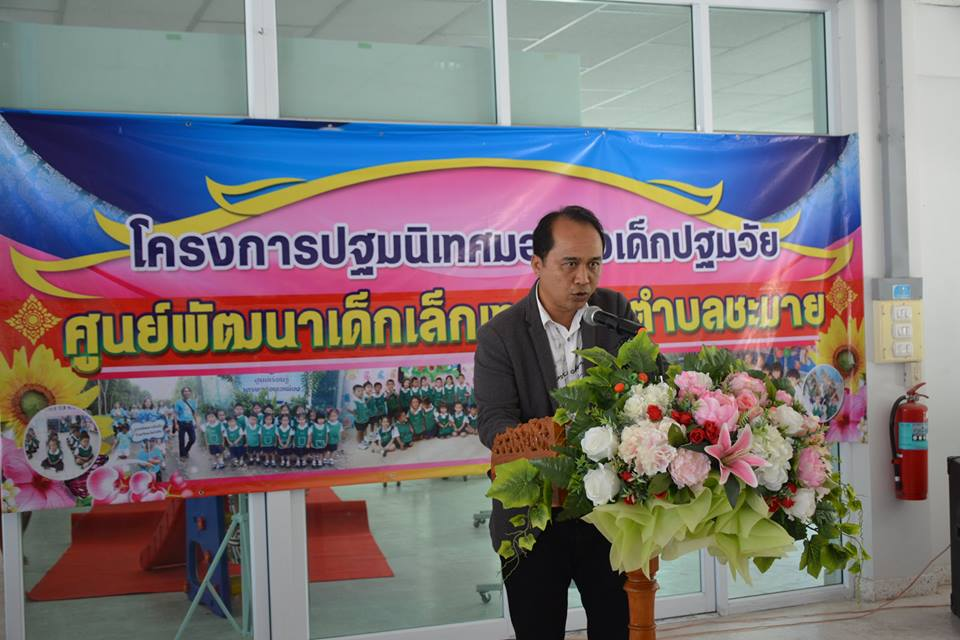 โครงการปฐมนิเทศ เด็กปฐมวัย
ศูนย์พัฒนาเด็กเล็ก ตำบลชะมาย